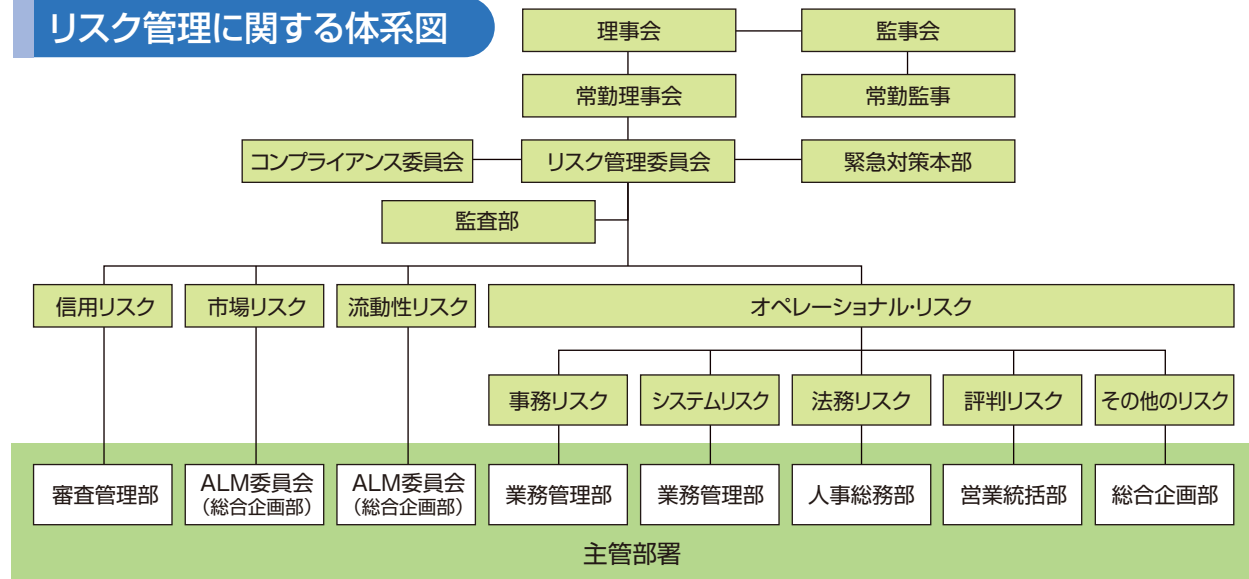 リスク管理に関する体系図
理事会
監事会
常勤理事会
常勤監事
コンプライアンス委員会
リスク管理委員会
緊急対策本部
監査部
信用リスク
市場リスク
流動性リスク
オペレーショナル・リスク
事務リスク
システムリスク
法務リスク
評判リスク
その他のリスク
審査管理部
ALM委員会
（総合企画部）
ALM委員会
（総合企画部）
業務管理部
業務管理部
人事総務部
営業統括部
総合企画部
主管部署